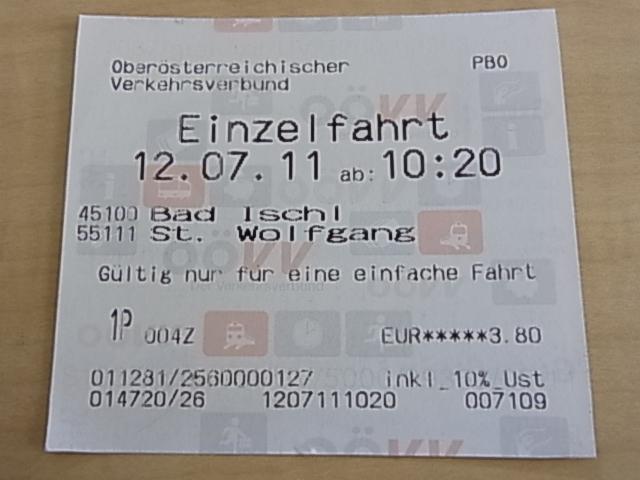 Oberösterreichischer PBO
Verkehrsverbund
Einzelfahrt
12.07.11 ab: 10:20
45100 Bad Ischl
55111 St. Wolfgang
Gültig nur für eine einfache Fahrt
1P 004Z EUR*****3.80
011281/2560000127 inkl_10%_Ust
014720/26 1207111020 007109